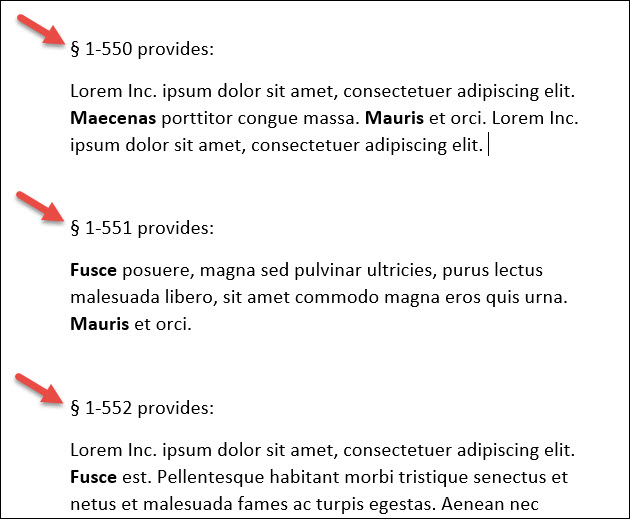 § 1-550 provides:
Lorem Inc. ipsum dolor sit amet, consectetuer adipiscing elit.
Maecenas porttitor congue massa. Mauris et orci. Lorem Inc.
ipsum dolor sit amet, consectetuer adipiscing elit.
§ 1-551 provides:
Fusce posuere, magna sed pulvinar ultricies, purus lectus
malesuada libero, sit amet commodo magna eros quis urna.
Mauris et orci.
§ 1-552 provides:
Lorem Inc. ipsum dolor sit amet, consectetuer adipiscing elit.
Fusce est. Pellentesque habitant morbi tristique senectus et
netus et malesuada fames ac turpis egestas. Aenean nec